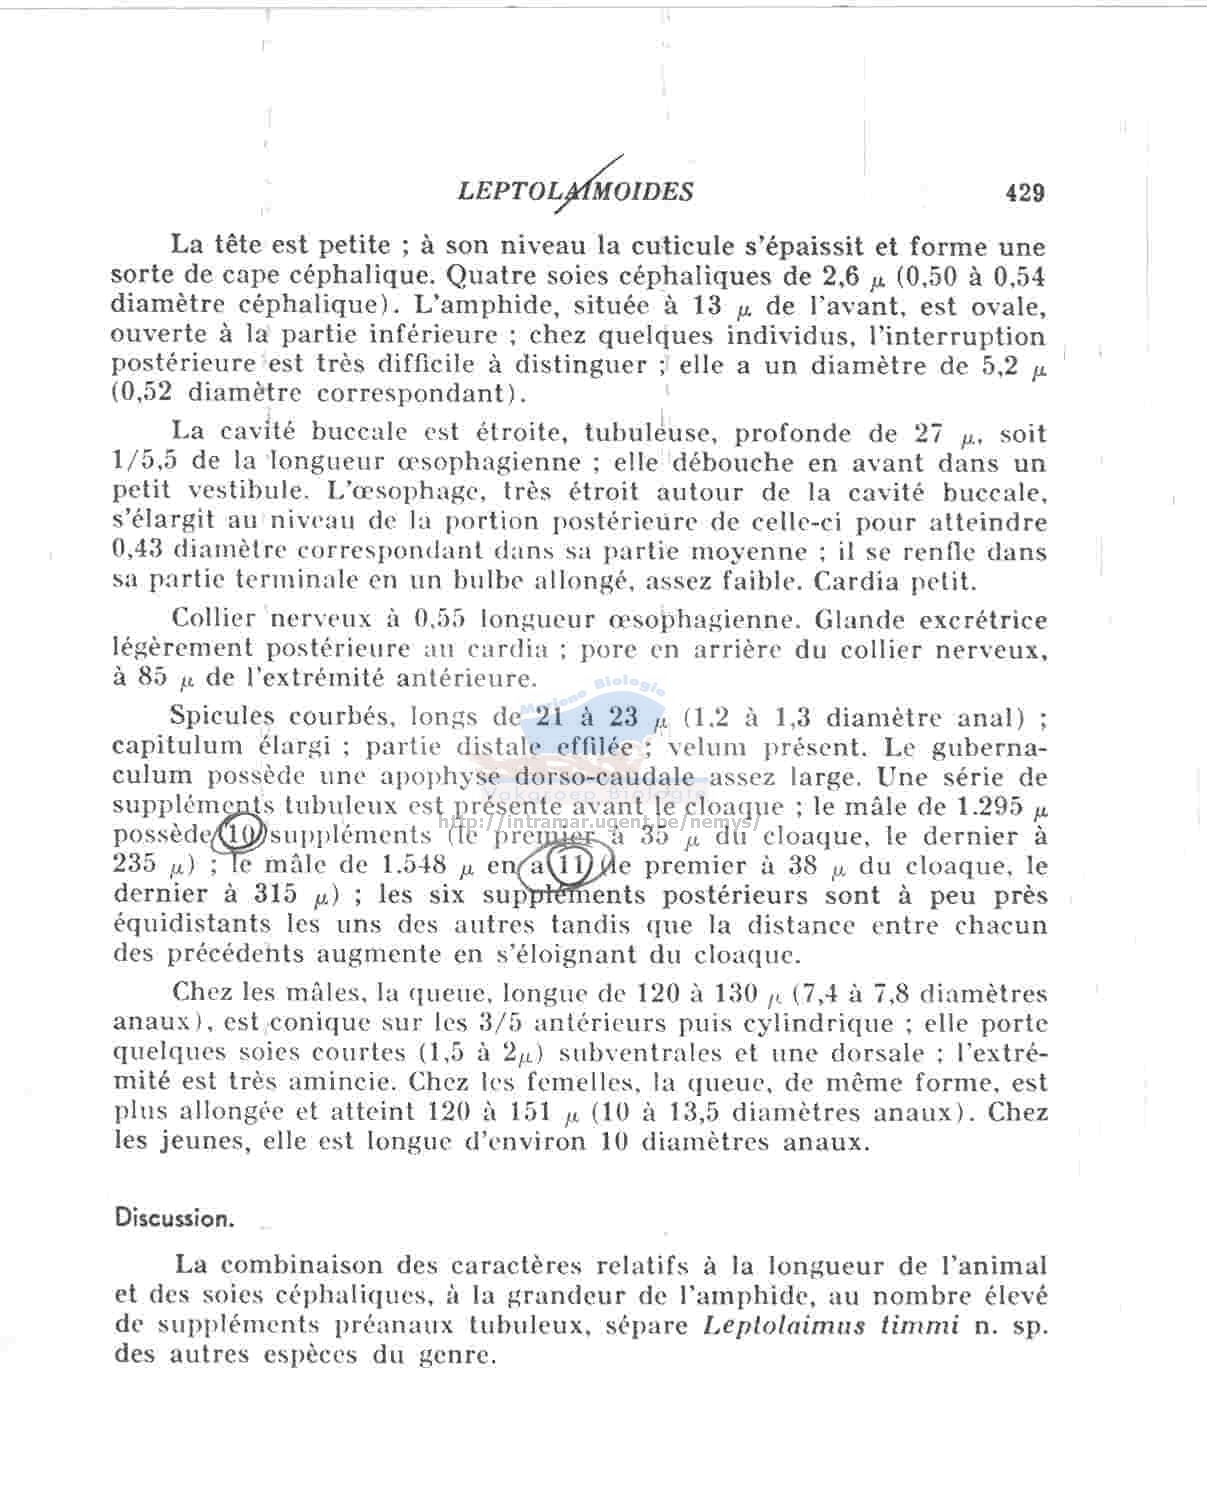 LEPTOLAIMOIDES 429
La tête est petite ; à son niveau la cuticule s'épaissit et forme une
sorte de cape céphalique. Quatre soies céphaliques de 2,6 μ (0,50 à 0,54
diamètre céphalique). L'amphide, située à 13 μ de l'avant, est ovale,
ouverte à la partie inférieure ; chez quelques individus, l'interruption
postérieure est très difficile à distinguer ; elle a un diamètre de 5,2 μ
(0,52 diamètre correspondant).
La cavité buccale est étroite, tubuleuse, profonde de 27 μ, soit
1/5,5 de la longueur œsophagienne ; elle débouche en avant dans un
petit vestibule. L'œsophage, très étroit autour de la cavité buccale,
s'élargit au niveau de la portion postérieure de celle-ci pour atteindre
0,43 diamètre correspondant dans sa partie moyenne ; il se renfle dans
sa partie terminale en un bulbe allongé, assez faible. Cardia petit.
Collier nerveux à 0,55 longueur œsophagienne. Glande excrétrice
légèrement postérieure au cardia ; pore en arrière du collier nerveux,
à 85 μ de l'extrémité antérieure.
Marine Biologie
Spicules courbés, longs de 21 à 23 μ (1,2 à 1,3 diamètre anal) ;
capitulum élargi ; partie distale effilée ; velum présent. Le guberna-
culum possède une apophyse dorso-caudale assez large. Une série de
Vakgroep Biologie
suppléments tubuleux est présente avant le cloaque ; le mâle de 1.295 μ
http://intramar.ugent.be/nemys/
possède 10 suppléments (le premier à 35 μ du cloaque, le dernier à
235 μ) ; le mâle de 1.548 μ en a 11 (le premier à 38 μ du cloaque, le
dernier à 315 μ) ; les six suppléments postérieurs sont à peu près
équidistants les uns des autres tandis que la distance entre chacun
des précédents augmente en s'éloignant du cloaque.
Chez les mâles, la queue, longue de 120 à 130 μ (7,4 à 7,8 diamètres
anaux), est conique sur les 3/5 antérieurs puis cylindrique ; elle porte
quelques soies courtes (1,5 à 2μ) subventrales et une dorsale ; l'extré-
mité est très amincie. Chez les femelles, la queue, de même forme, est
plus allongée et atteint 120 à 151 μ (10 à 13,5 diamètres anaux). Chez
les jeunes, elle est longue d'environ 10 diamètres anaux.
Discussion.
La combinaison des caractères relatifs à la longueur de l'animal
et des soies céphaliques, à la grandeur de l'amphide, au nombre élevé
de suppléments préanaux tubuleux, sépare Leptolaimus timmi n. sp.
des autres espèces du genre.